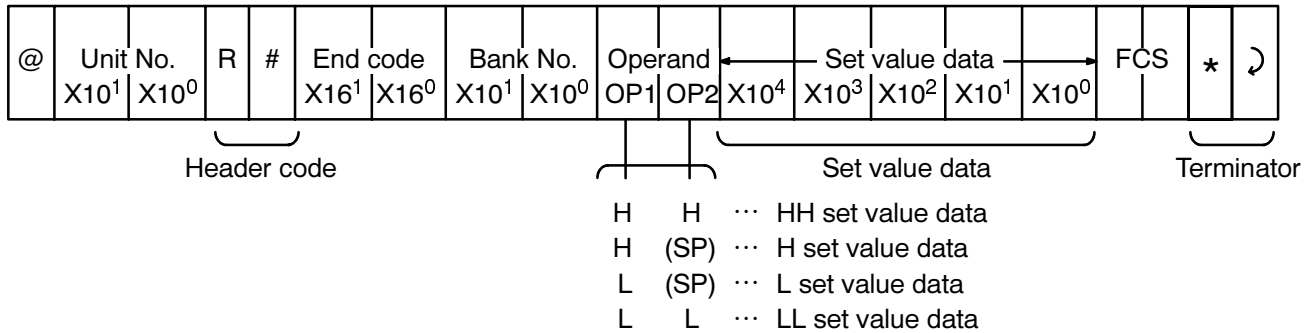 @ Unit No. R # End code Bank No. Operand Set value data FCS * ⤸
X10¹ X10⁰ X16¹ X16⁰ X10¹ X10⁰ OP1 OP2 X10⁴ X10³ X10² X10¹ X10⁰
Header code Set value data Terminator
H H ··· HH set value data
H (SP) ··· H set value data
L (SP) ··· L set value data
L L ··· LL set value data